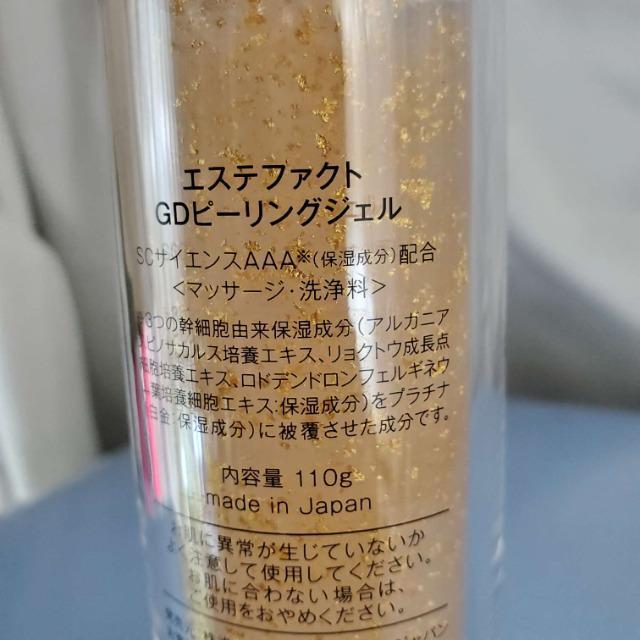 エステファクト
GDピーリングジェル
SCサイエンスAAA※(保湿成分)配合
<マッサージ・洗浄料>
※3つの幹細胞由来保湿成分(アルガニア
スピノサカルス培養エキス、リョクトウ成長点
細胞培養エキス、ロドデンドロンフェルギネウ
ム葉培養細胞エキス:保湿成分)をプラチナ
(白金:保湿成分)に被覆させた成分です。
内容量 110g
made in Japan
お肌に異常が生じていないか
よく注意して使用してください。
お肌に合わない場合は、
ご使用をおやめください。